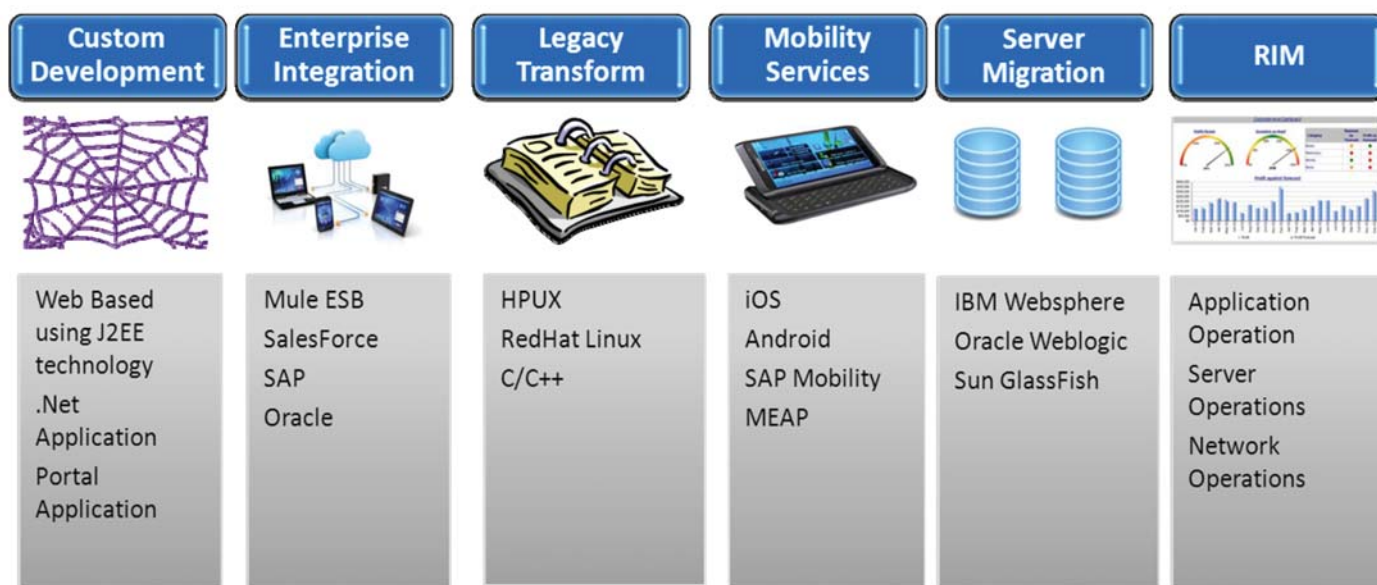 Custom
Development
Enterprise
Integration
Legacy
Transform
Mobility
Services
Server
Migration
RIM
Web Based
using J2EE
technology
.Net
Application
Portal
Application
Mule ESB
SalesForce
SAP
Oracle
HPUX
RedHat Linux
C/C++
iOS
Android
SAP Mobility
MEAP
IBM Websphere
Oracle Weblogic
Sun GlassFish
Application
Operation
Server
Operations
Network
Operations